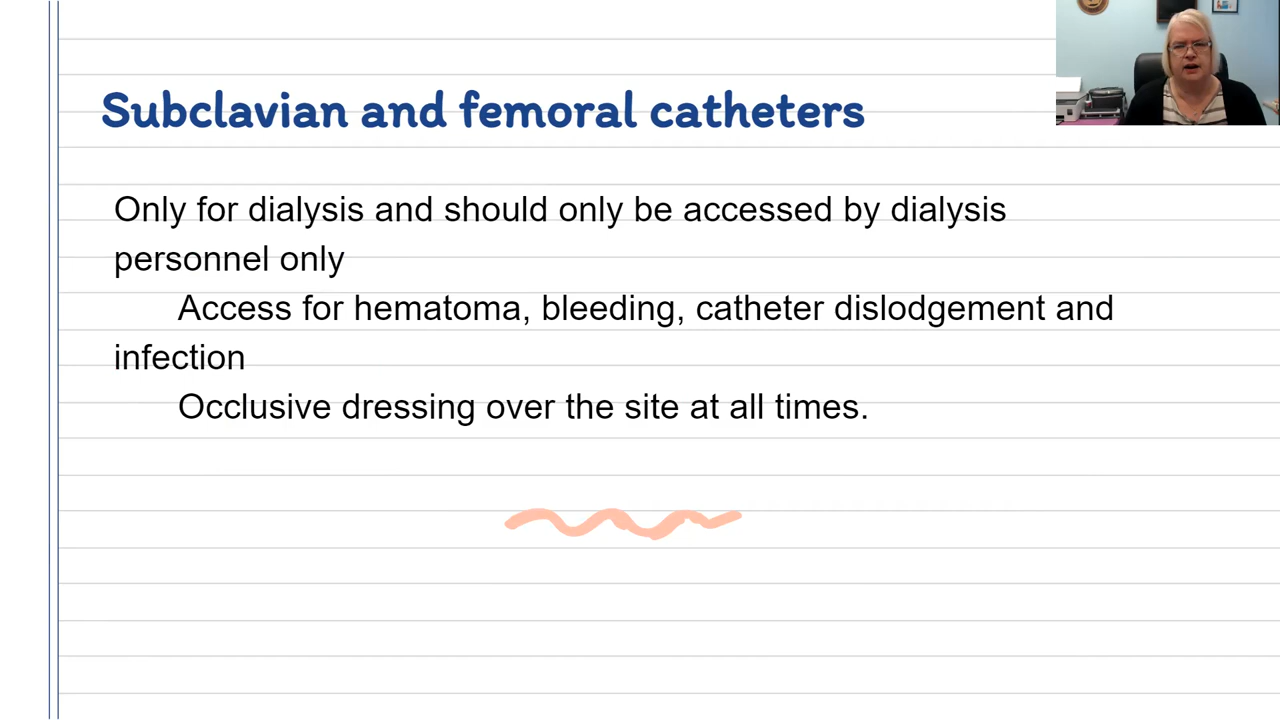 Subclavian and femoral catheters
Only for dialysis and should only be accessed by dialysis
personnel only
Access for hematoma, bleeding, catheter dislodgement and
infection
Occlusive dressing over the site at all times.